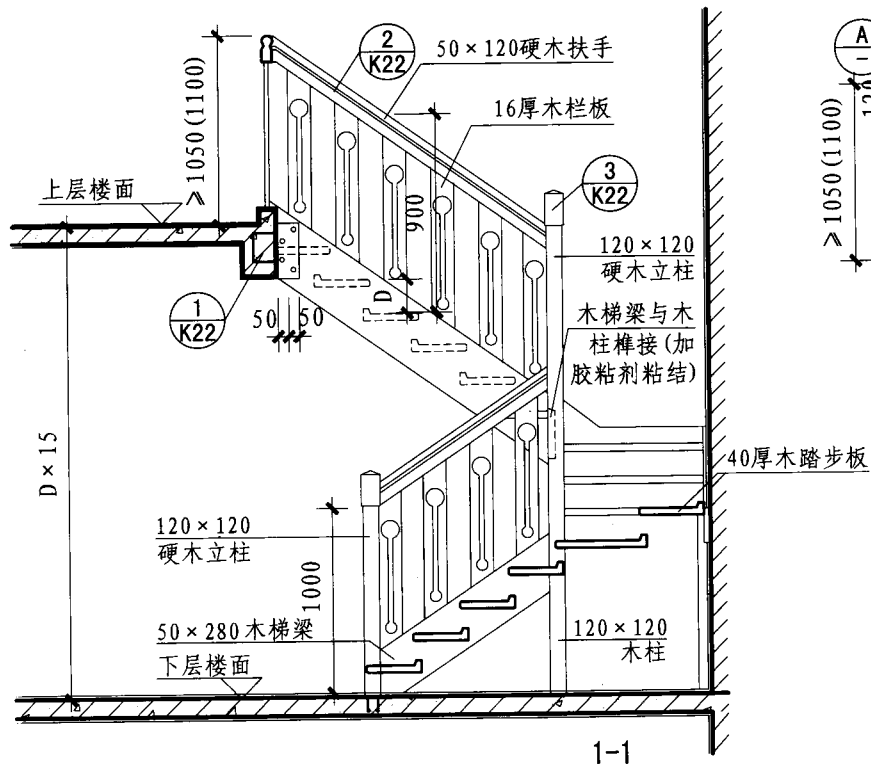 2
K22
50×120硬木扶手
16厚木栏板
3
K22
≥1050(1100)
上层楼面
900
D
120×120
硬木立柱
1
K22
50
50
木梯梁与木
柱榫接(加
胶粘剂粘结)
D×15
40厚木踏步板
120×120
硬木立柱
1000
50×280木梯梁
下层楼面
120×120
木柱
1-1
A
-
≥1050(1100)